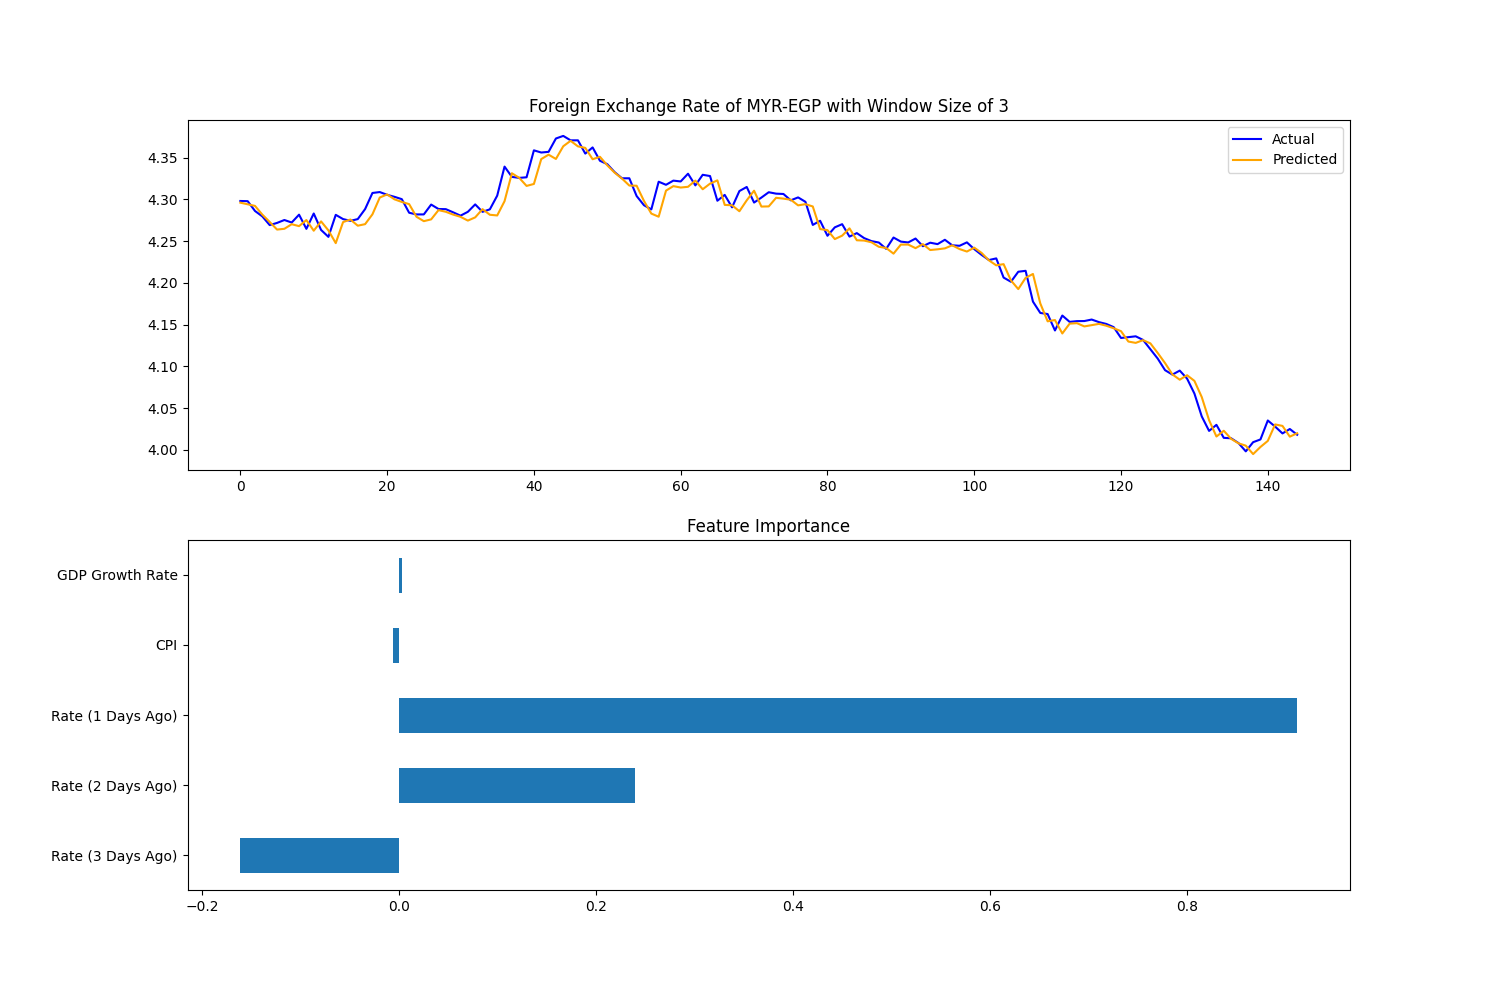 Foreign Exchange Rate of MYR-EGP with Window Size of 3
Actual
Predicted
4.35
4.30
4.25
4.20
4.15
4.10
4.05
4.00
0 20 40 60 80 100 120 140
Feature Importance
GDP Growth Rate
CPI
Rate (1 Days Ago)
Rate (2 Days Ago)
Rate (3 Days Ago)
−0.2 0.0 0.2 0.4 0.6 0.8